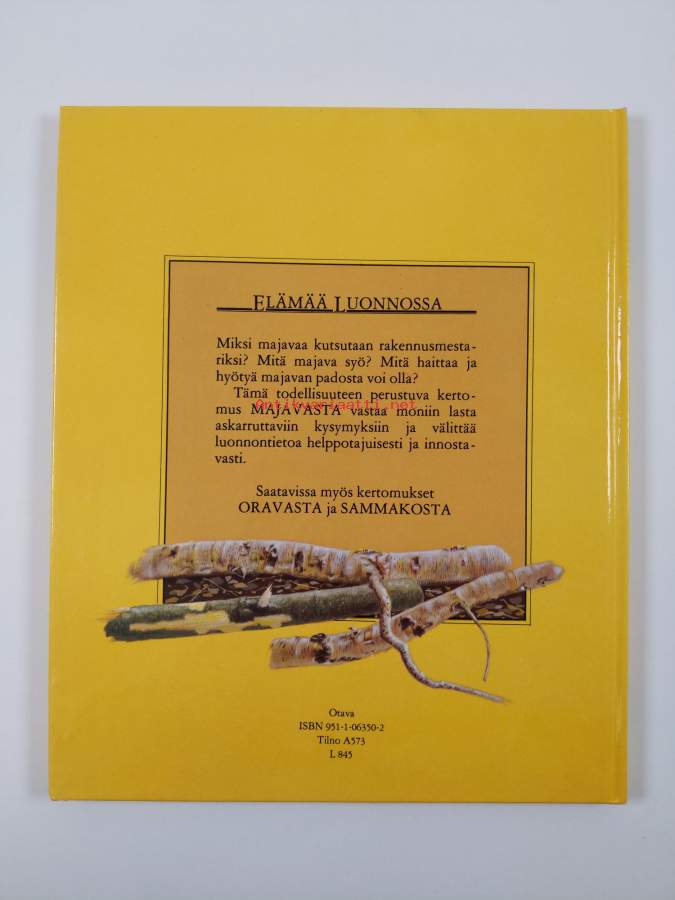 ELÄMÄÄ LUONNOSSA
Miksi majavaa kutsutaan rakennusmesta-
riksi? Mitä majava syö? Mitä haittaa ja
hyötyä majavan padosta voi olla?
Tämä todellisuuteen perustuva kerto-
Antikvariaatti.net
mus MAJAVASTA vastaa moniin lasta
askarruttaviin kysymyksiin ja välittää
luonnontietoa helppotajuisesti ja innosta-
vasti.
Saatavissa myös kertomukset
ORAVASTA ja SAMMAKOSTA
Otava
ISBN 951-1-06350-2
Tilno A573
L 845